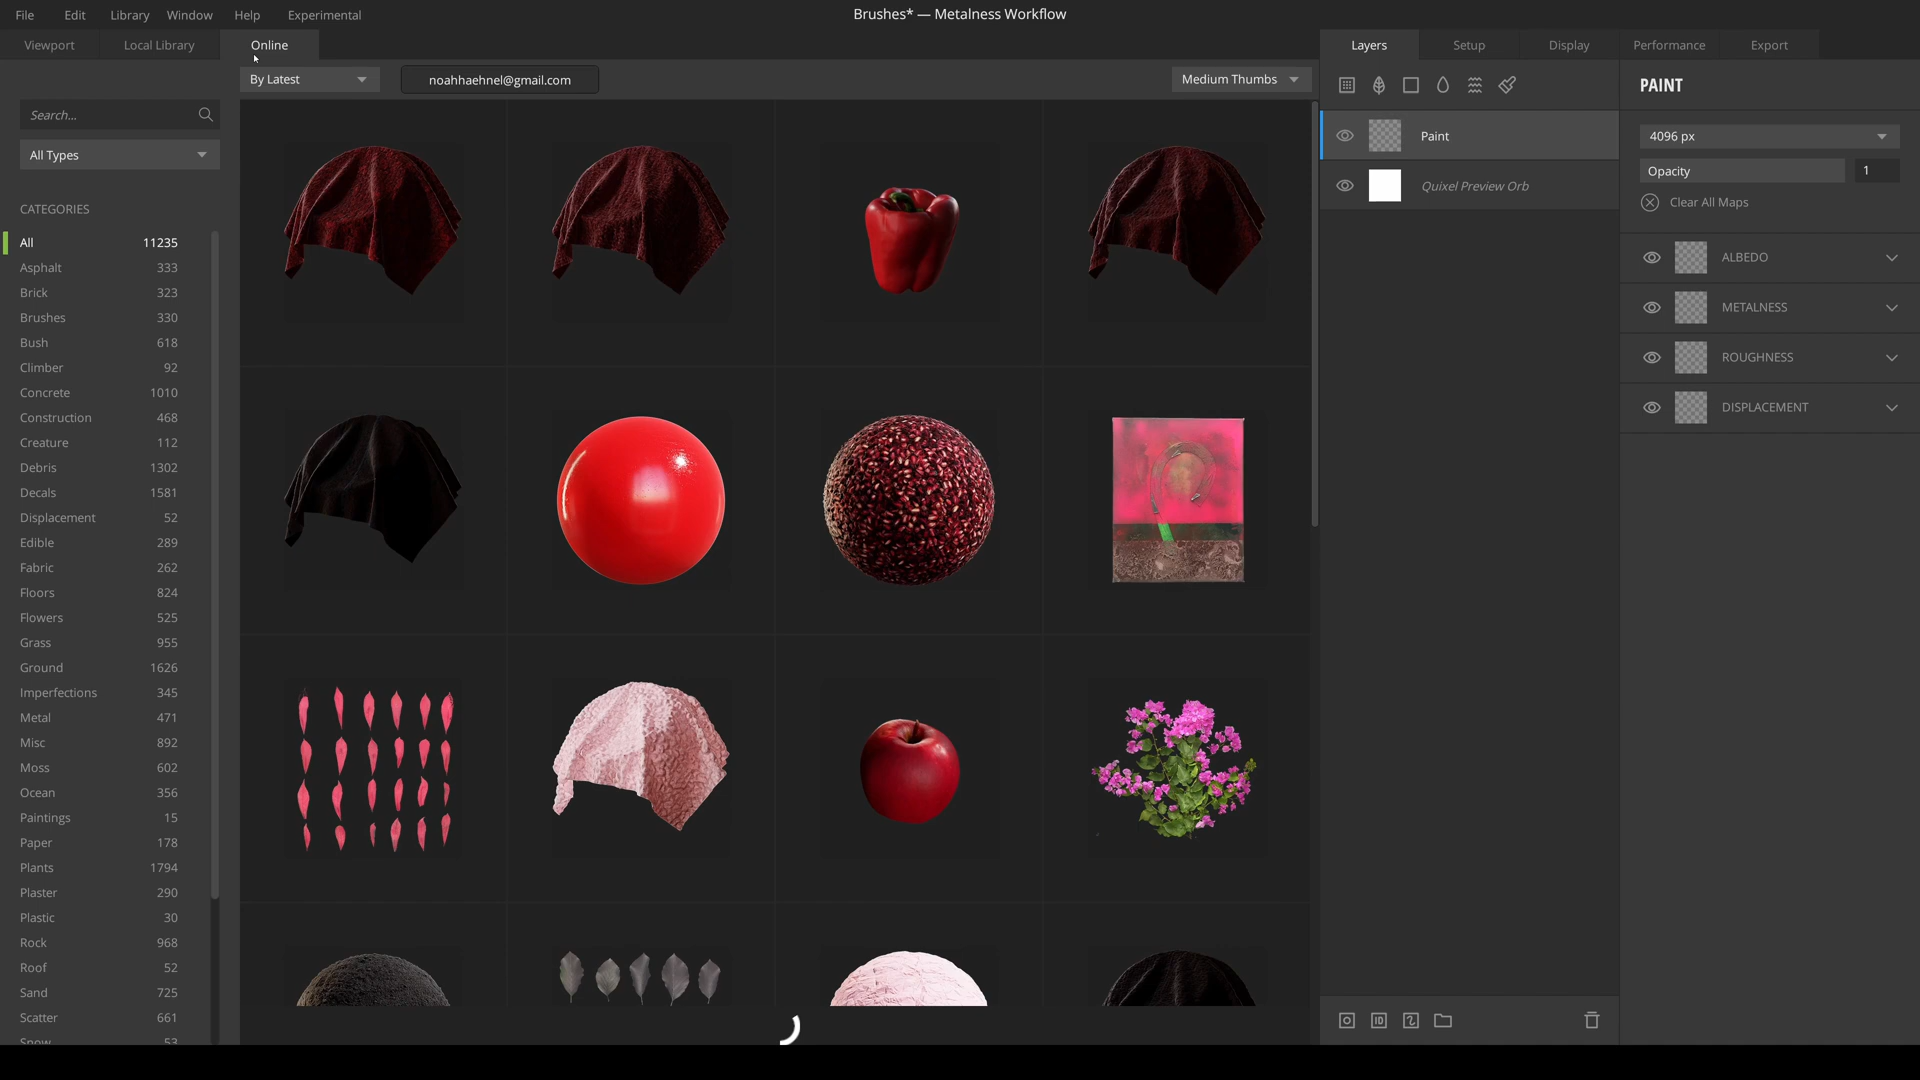 File Edit Library Window Help Experimental
Brushes* — Metalness Workflow
Viewport Local Library Online
Layers Setup Display Performance Export
By Latest noahhaehnel@gmail.com Medium Thumbs
Search...
All Types
CATEGORIES
All 11235
Asphalt 333
Brick 323
Brushes 330
Bush 618
Climber 92
Concrete 1010
Construction 468
Creature 112
Debris 1302
Decals 1581
Displacement 52
Edible 289
Fabric 262
Floors 824
Flowers 525
Grass 955
Ground 1626
Imperfections 345
Metal 471
Misc 892
Moss 602
Ocean 356
Paintings 15
Paper 178
Plants 1794
Plaster 290
Plastic 30
Rock 968
Roof 52
Sand 725
Scatter 661
Snow 53
Paint
Quixel Preview Orb
ID
PAINT
4096 px
Opacity 1
Clear All Maps
ALBEDO
METALNESS
ROUGHNESS
DISPLACEMENT